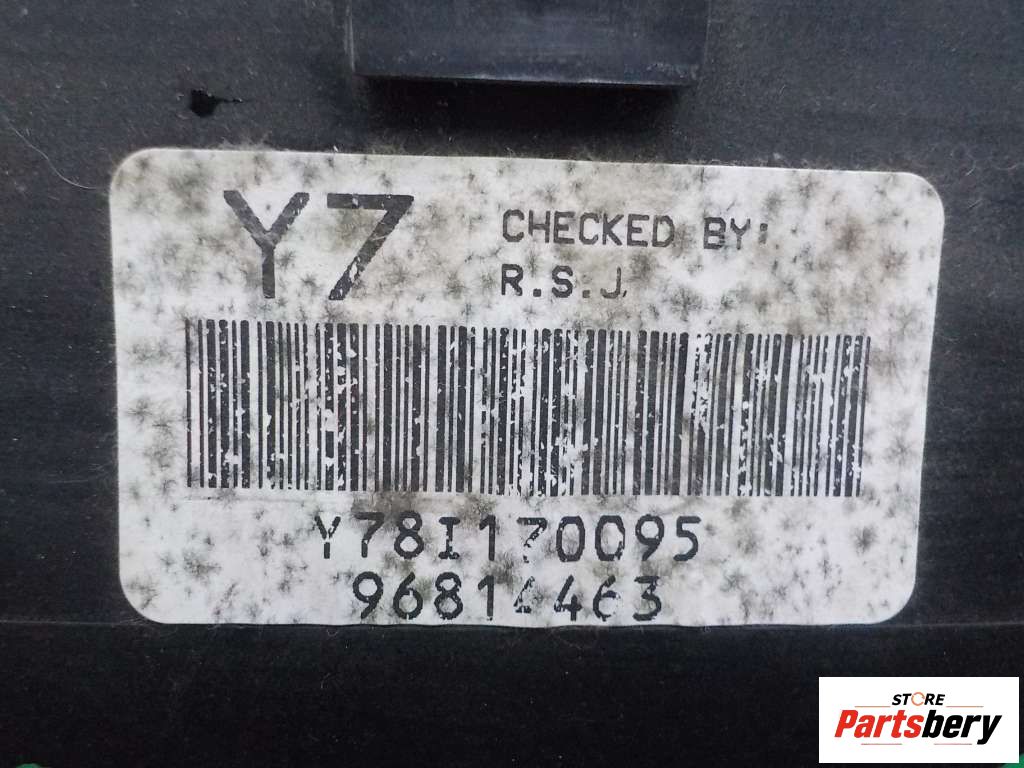 Y7
CHECKED BY:
R.S.J
Y78I170095
96814463
STORE
Partsbery